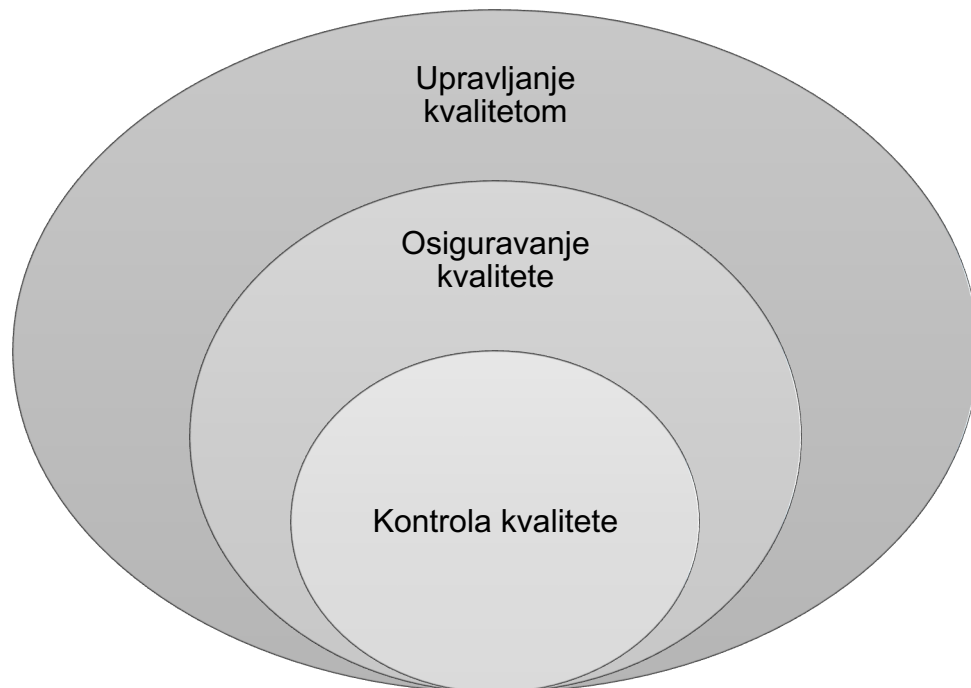 Upravljanje
kvalitetom
Osiguravanje
kvalitete
Kontrola kvalitete